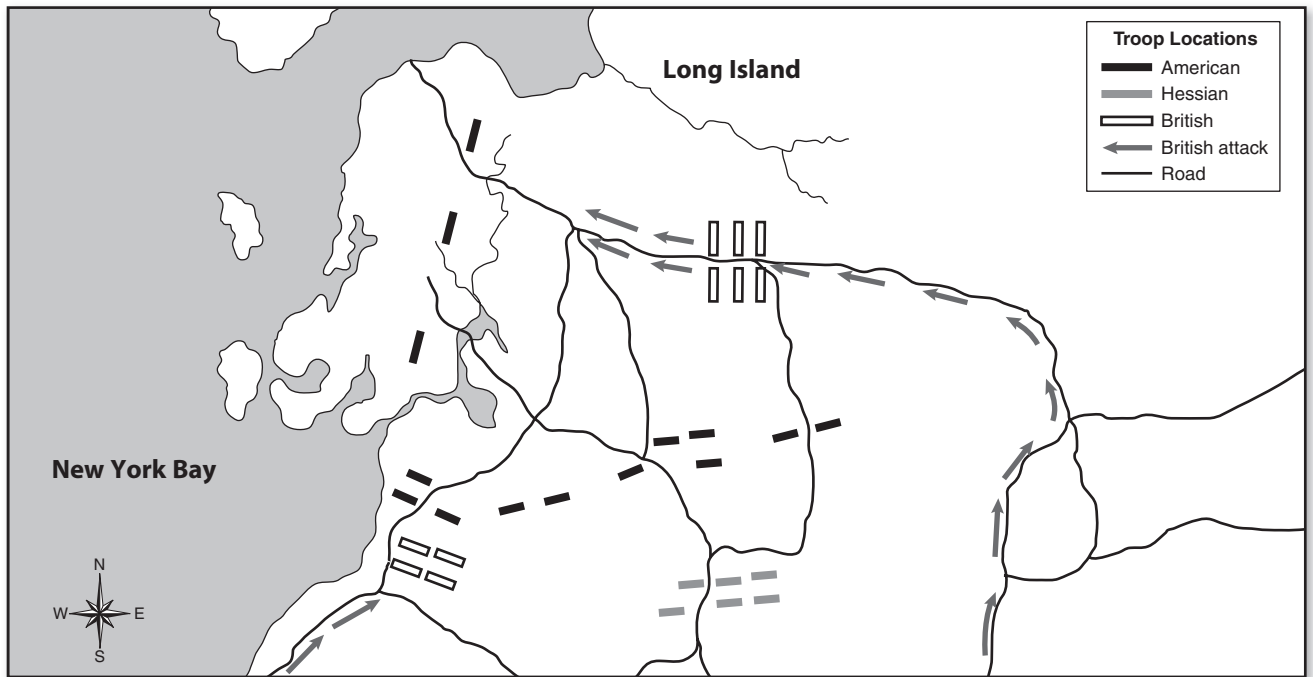 Long Island
Troop Locations
American
Hessian
British
British attack
Road
New York Bay
N
W
E
S